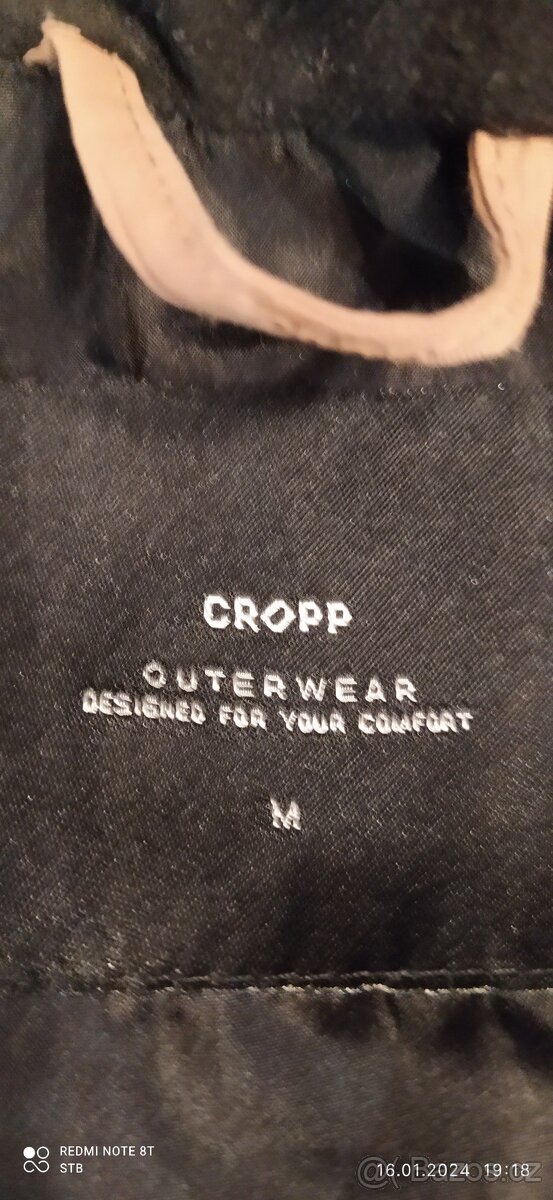 CROPP
OUTERWEAR
DESIGNED FOR YOUR COMFORT
M
REDMI NOTE 8T
STB
16.01.2024 19:18
@Bazos.cz